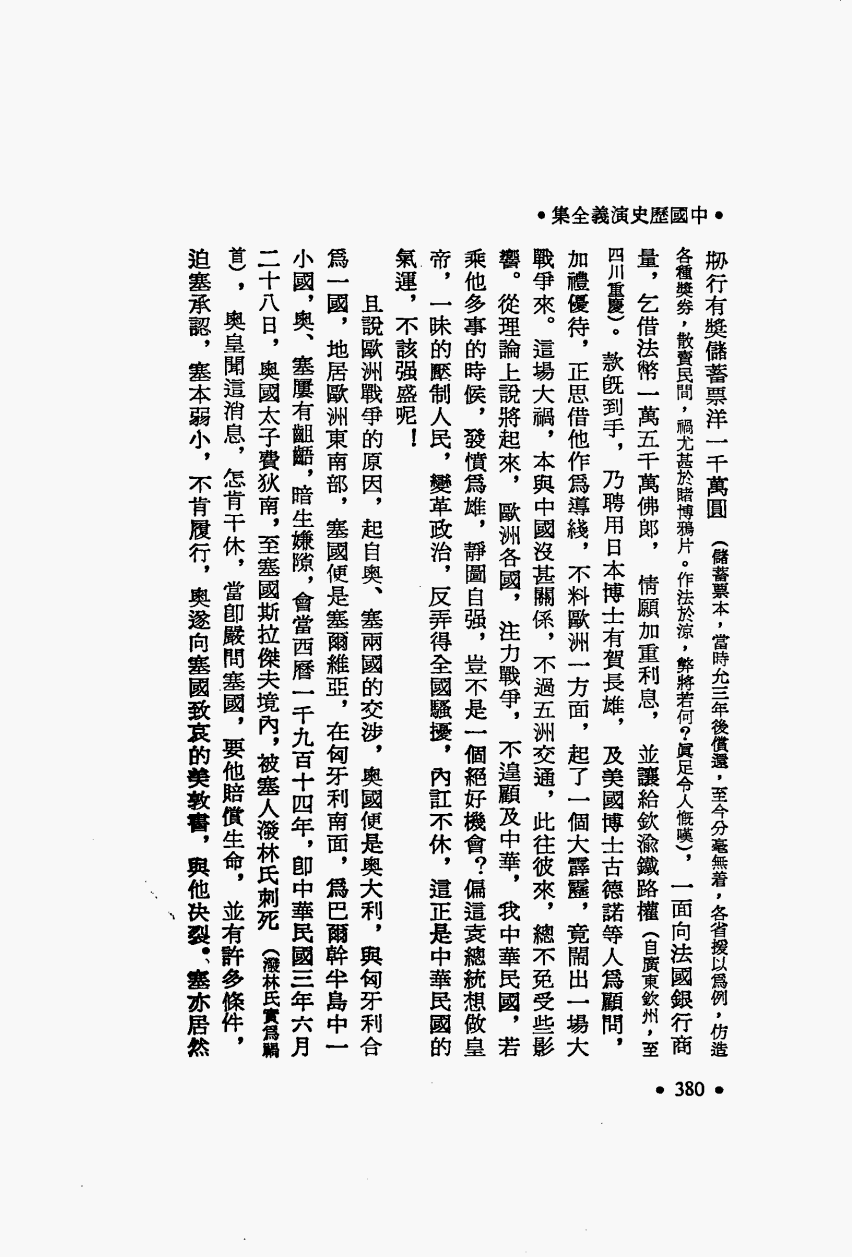 •中國歷史演義全集•
刱行有獎儲蓄票洋一千萬圓（儲蓄票本，當時允三年後償還，至今分毫無着，各省援以爲例，仿造
各種獎券，散賣民間，禍尤甚於賭博鴉片。作法於涼，弊將若何？眞足令人慨嘆），一面向法國銀行商
量，乞借法幣一萬五千萬佛郎，情願加重利息，並讓給欽渝鐵路權（自廣東欽州，至
四川重慶）。款旣到手，乃聘用日本博士有賀長雄，及美國博士古德諾等人爲顧問，
加禮優待，正思借他作爲導綫，不料歐洲一方面，起了一個大霹靂，竟鬧出一場大
戰爭來。這場大禍，本與中國沒甚關係，不過五洲交通，此往彼來，總不免受些影
響。從理論上說將起來，歐洲各國，注力戰爭，不遑顧及中華，我中華民國，若
乘他多事的時候，發憤爲雄，靜圖自强，豈不是一個絕好機會？偏這袁總統想做皇
帝，一味的壓制人民，變革政治，反弄得全國騷擾，內訌不休，這正是中華民國的
氣運，不該强盛呢！
且說歐洲戰爭的原因，起自奧、塞兩國的交涉，奧國便是奧大利，與匈牙利合
爲一國，地居歐洲東南部，塞國便是塞爾維亞，在匈牙利南面，爲巴爾幹半島中一
小國，奧、塞屢有齟齬，暗生嫌隙，會當西曆一千九百十四年，卽中華民國三年六月
二十八日，奧國太子費狄南，至塞國斯拉傑夫境內，被塞人潑林氏刺死（潑林氏實爲禍
首），奧皇聞這消息，怎肯干休，當卽嚴問塞國，要他賠償生命，並有許多條件，
迫塞承認，塞本弱小，不肯履行，奧遂向塞國致哀的美敦書，與他決裂。塞亦居然
•380•